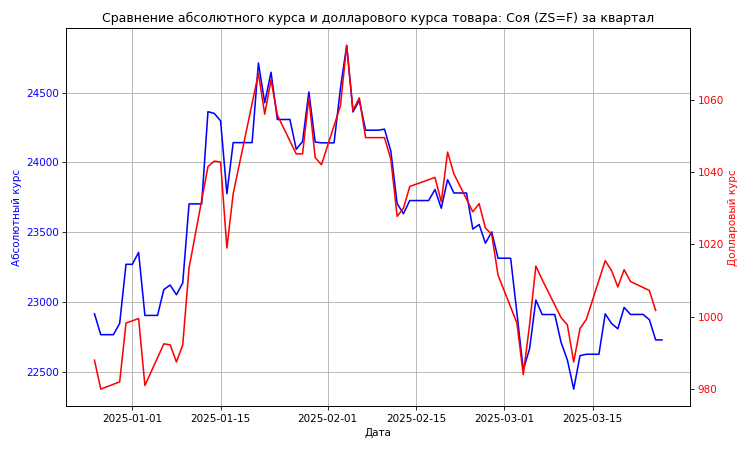 Сравнение абсолютного курса и долларового курса товара: Соя (ZS=F) за квартал
Абсолютный курс
24500
24000
23500
23000
22500
1060
1040
1020
1000
980
Долларовый курс
2025-01-01 2025-01-15 2025-02-01 2025-02-15 2025-03-01 2025-03-15
Дата